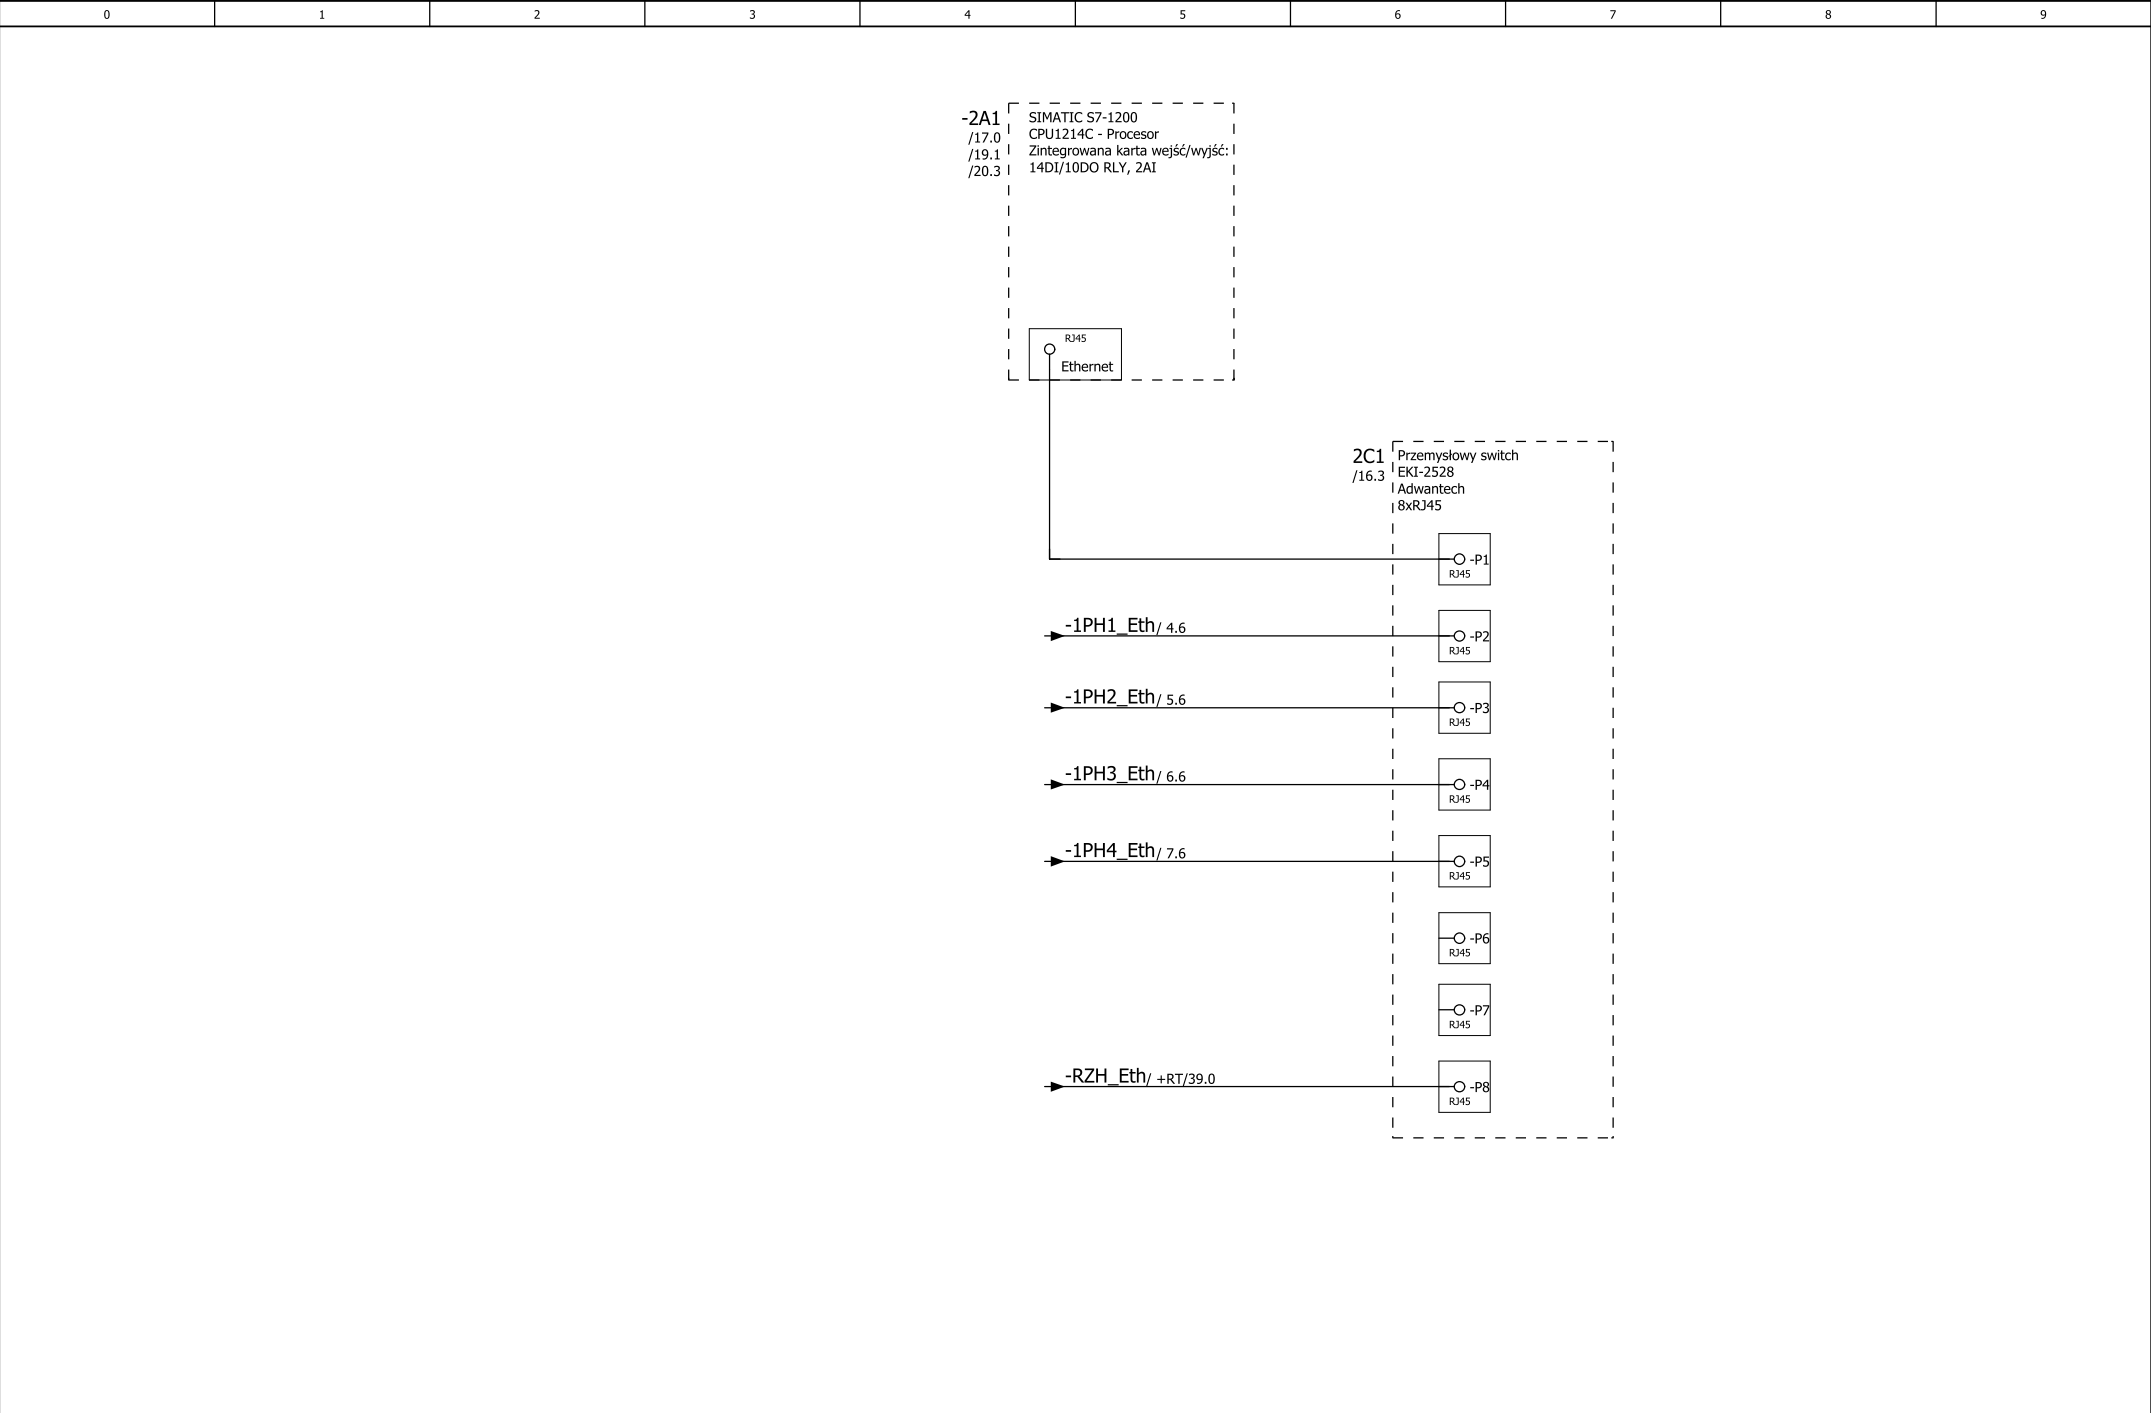 0 1 2 3 4 5 6 7 8 9
-2A1
/17.0
/19.1
/20.3
SIMATIC S7-1200
CPU1214C - Procesor
Zintegrowana karta wejść/wyjść:
14DI/10DO RLY, 2AI
RJ45
Ethernet
2C1
/16.3
Przemysłowy switch
EKI-2528
Adwantech
8xRJ45
-P1
RJ45
-1PH1_Eth/ 4.6
-P2
RJ45
-1PH2_Eth/ 5.6
-P3
RJ45
-1PH3_Eth/ 6.6
-P4
RJ45
-1PH4_Eth/ 7.6
-P5
RJ45
-P6
RJ45
-P7
RJ45
-RZH_Eth/ +RT/39.0
-P8
RJ45